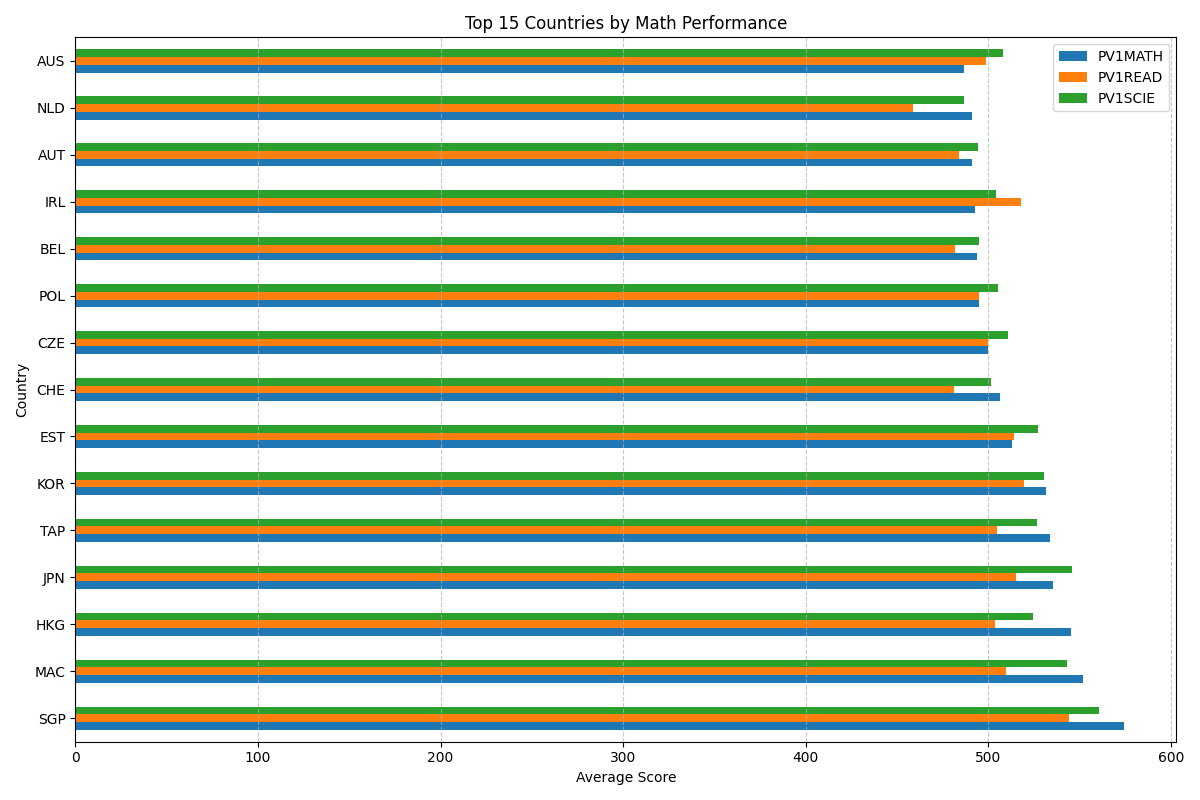 Top 15 Countries by Math Performance
PV1MATH
PV1READ
PV1SCIE
Country
AUS
NLD
AUT
IRL
BEL
POL
CZE
CHE
EST
KOR
TAP
JPN
HKG
MAC
SGP
0 100 200 300 400 500 600
Average Score